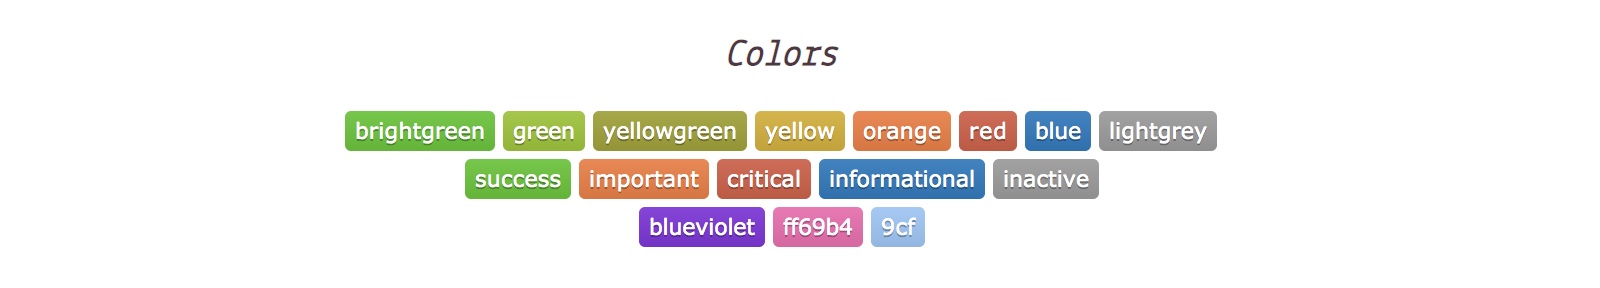 Colors
brightgreen green yellowgreen yellow orange red blue lightgrey
success important critical informational inactive
blueviolet ff69b4 9cf